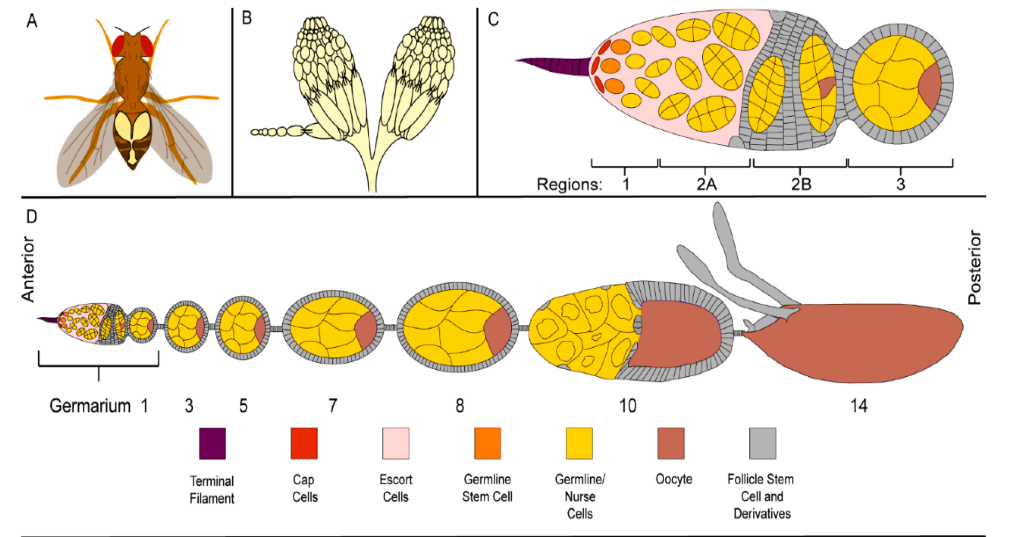 A
B
C
Regions: 1 2A 2B 3
D
Anterior
Posterior
Germarium 1 3 5 7 8 10 14
Terminal Filament
Cap Cells
Escort Cells
Germline Stem Cell
Germline/ Nurse Cells
Oocyte
Follicle Stem Cell and Derivatives